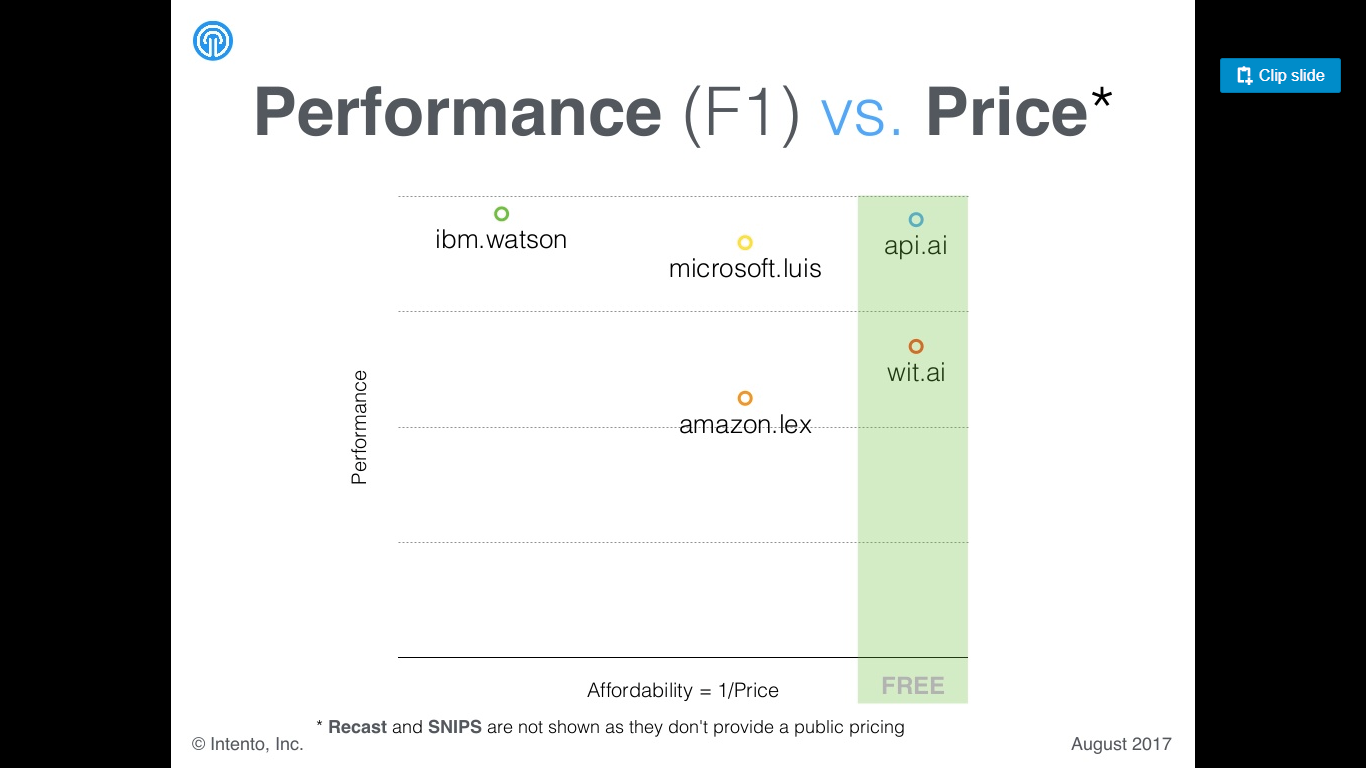 Clip slide
Performance (F1) vs. Price*
ibm.watson
microsoft.luis
api.ai
wit.ai
amazon.lex
Performance
Affordability = 1/Price
FREE
* Recast and SNIPS are not shown as they don't provide a public pricing
© Intento, Inc.
August 2017